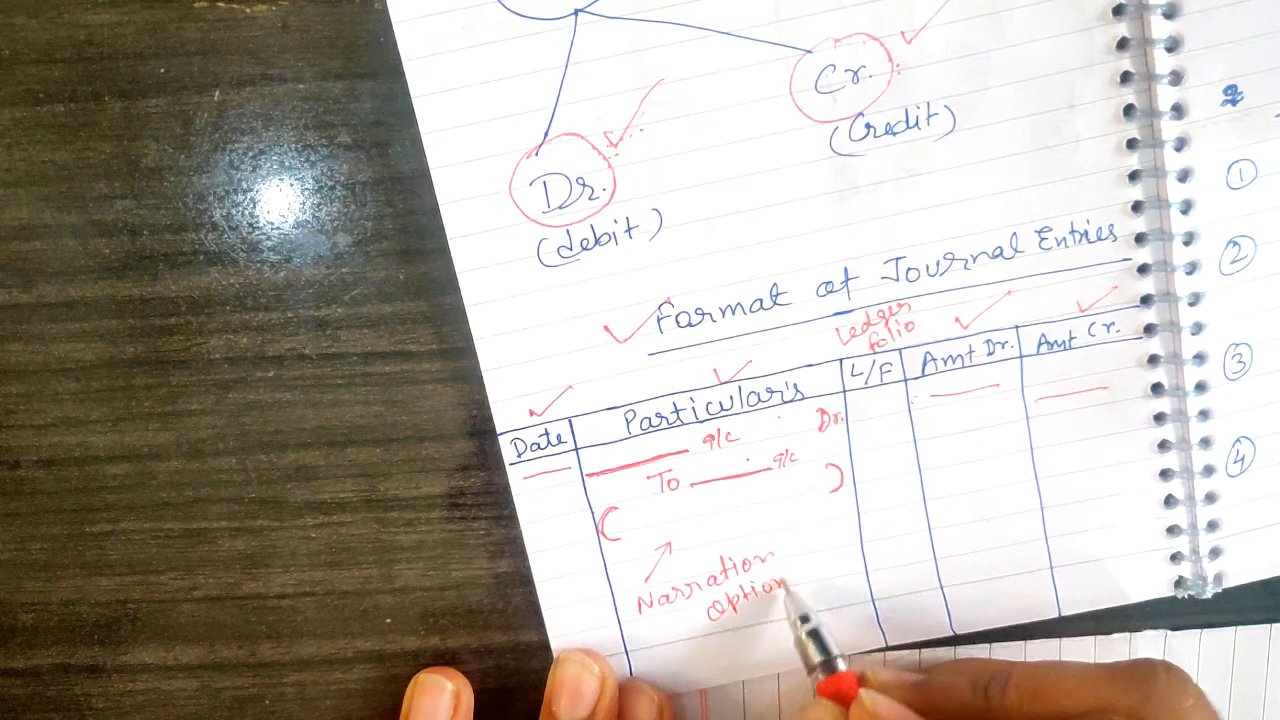 Cr.
(Credit)
Dr.
(debit)
Format of Journal Entries
Ledger
folio
Date Particular's L/F Amt Dr. Amt Cr.
a/c Dr.
To a/c
( )
Narration
option
1
2
3
4